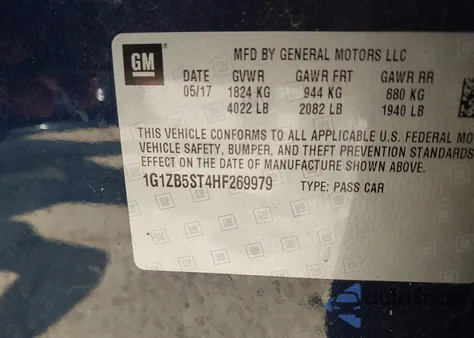 GM
MFD BY GENERAL MOTORS LLC
DATE GVWR GAWR FRT GAWR RR
05/17 1824 KG 944 KG 880 KG
4022 LB 2082 LB 1940 LB
THIS VEHICLE CONFORMS TO ALL APPLICABLE U.S. FEDERAL MO
VEHICLE SAFETY, BUMPER, AND THEFT PREVENTION STANDARDS
EFFECT ON THE DATE OF MANUFACTURE SHOWN ABOVE.
1G1ZB5ST4HF269979 TYPE: PASS CAR